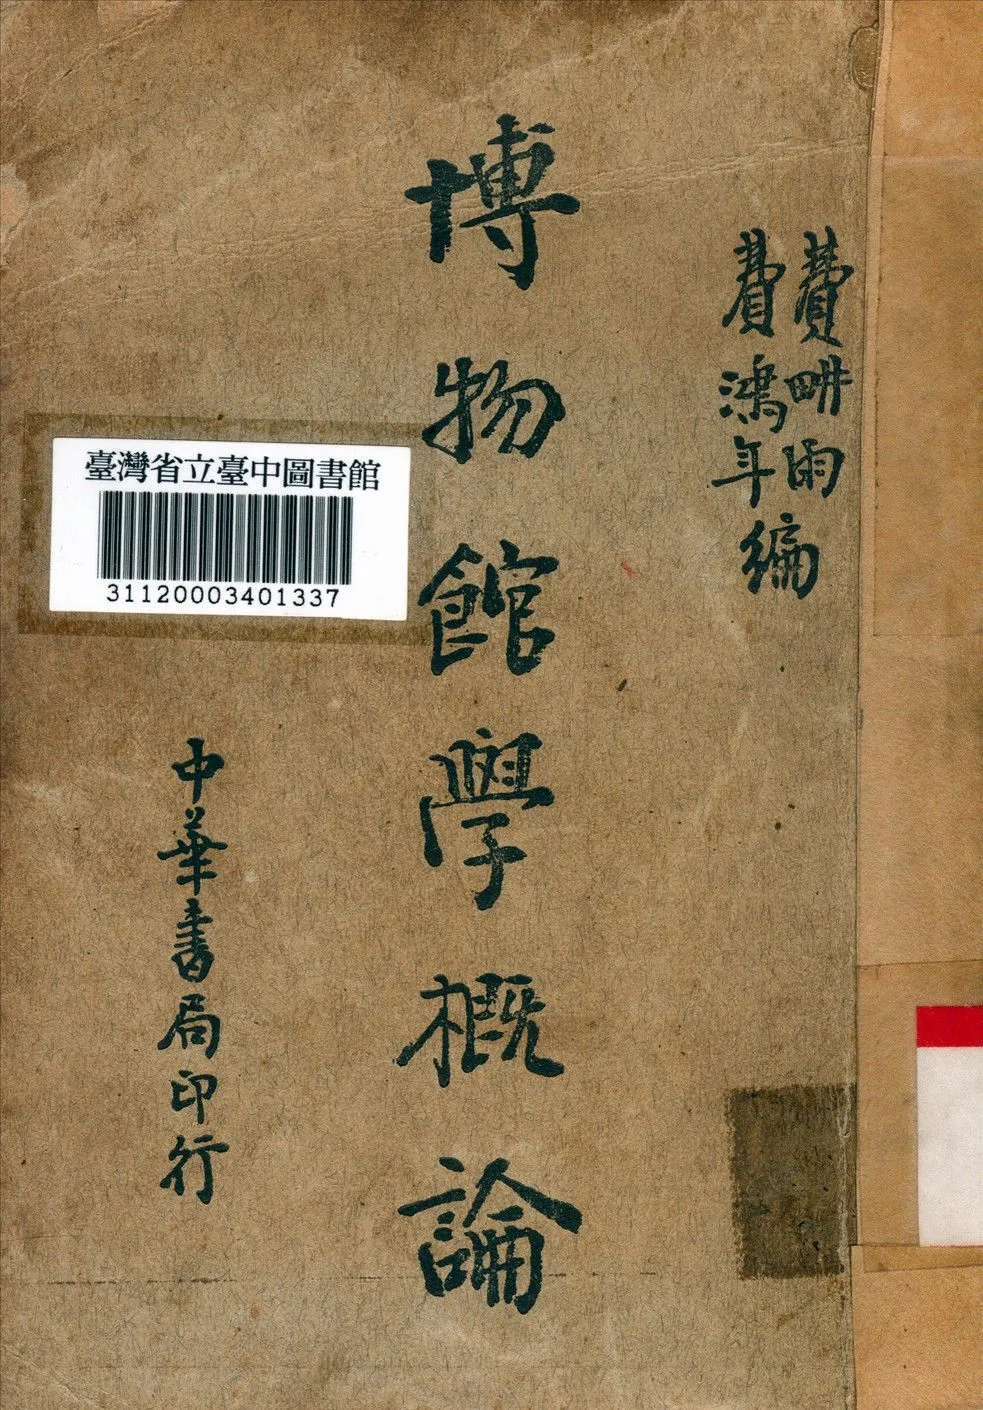 費畊雨
費鴻年
編
博物館學概論
中華書局印行
臺灣省立臺中圖書館
31120003401337